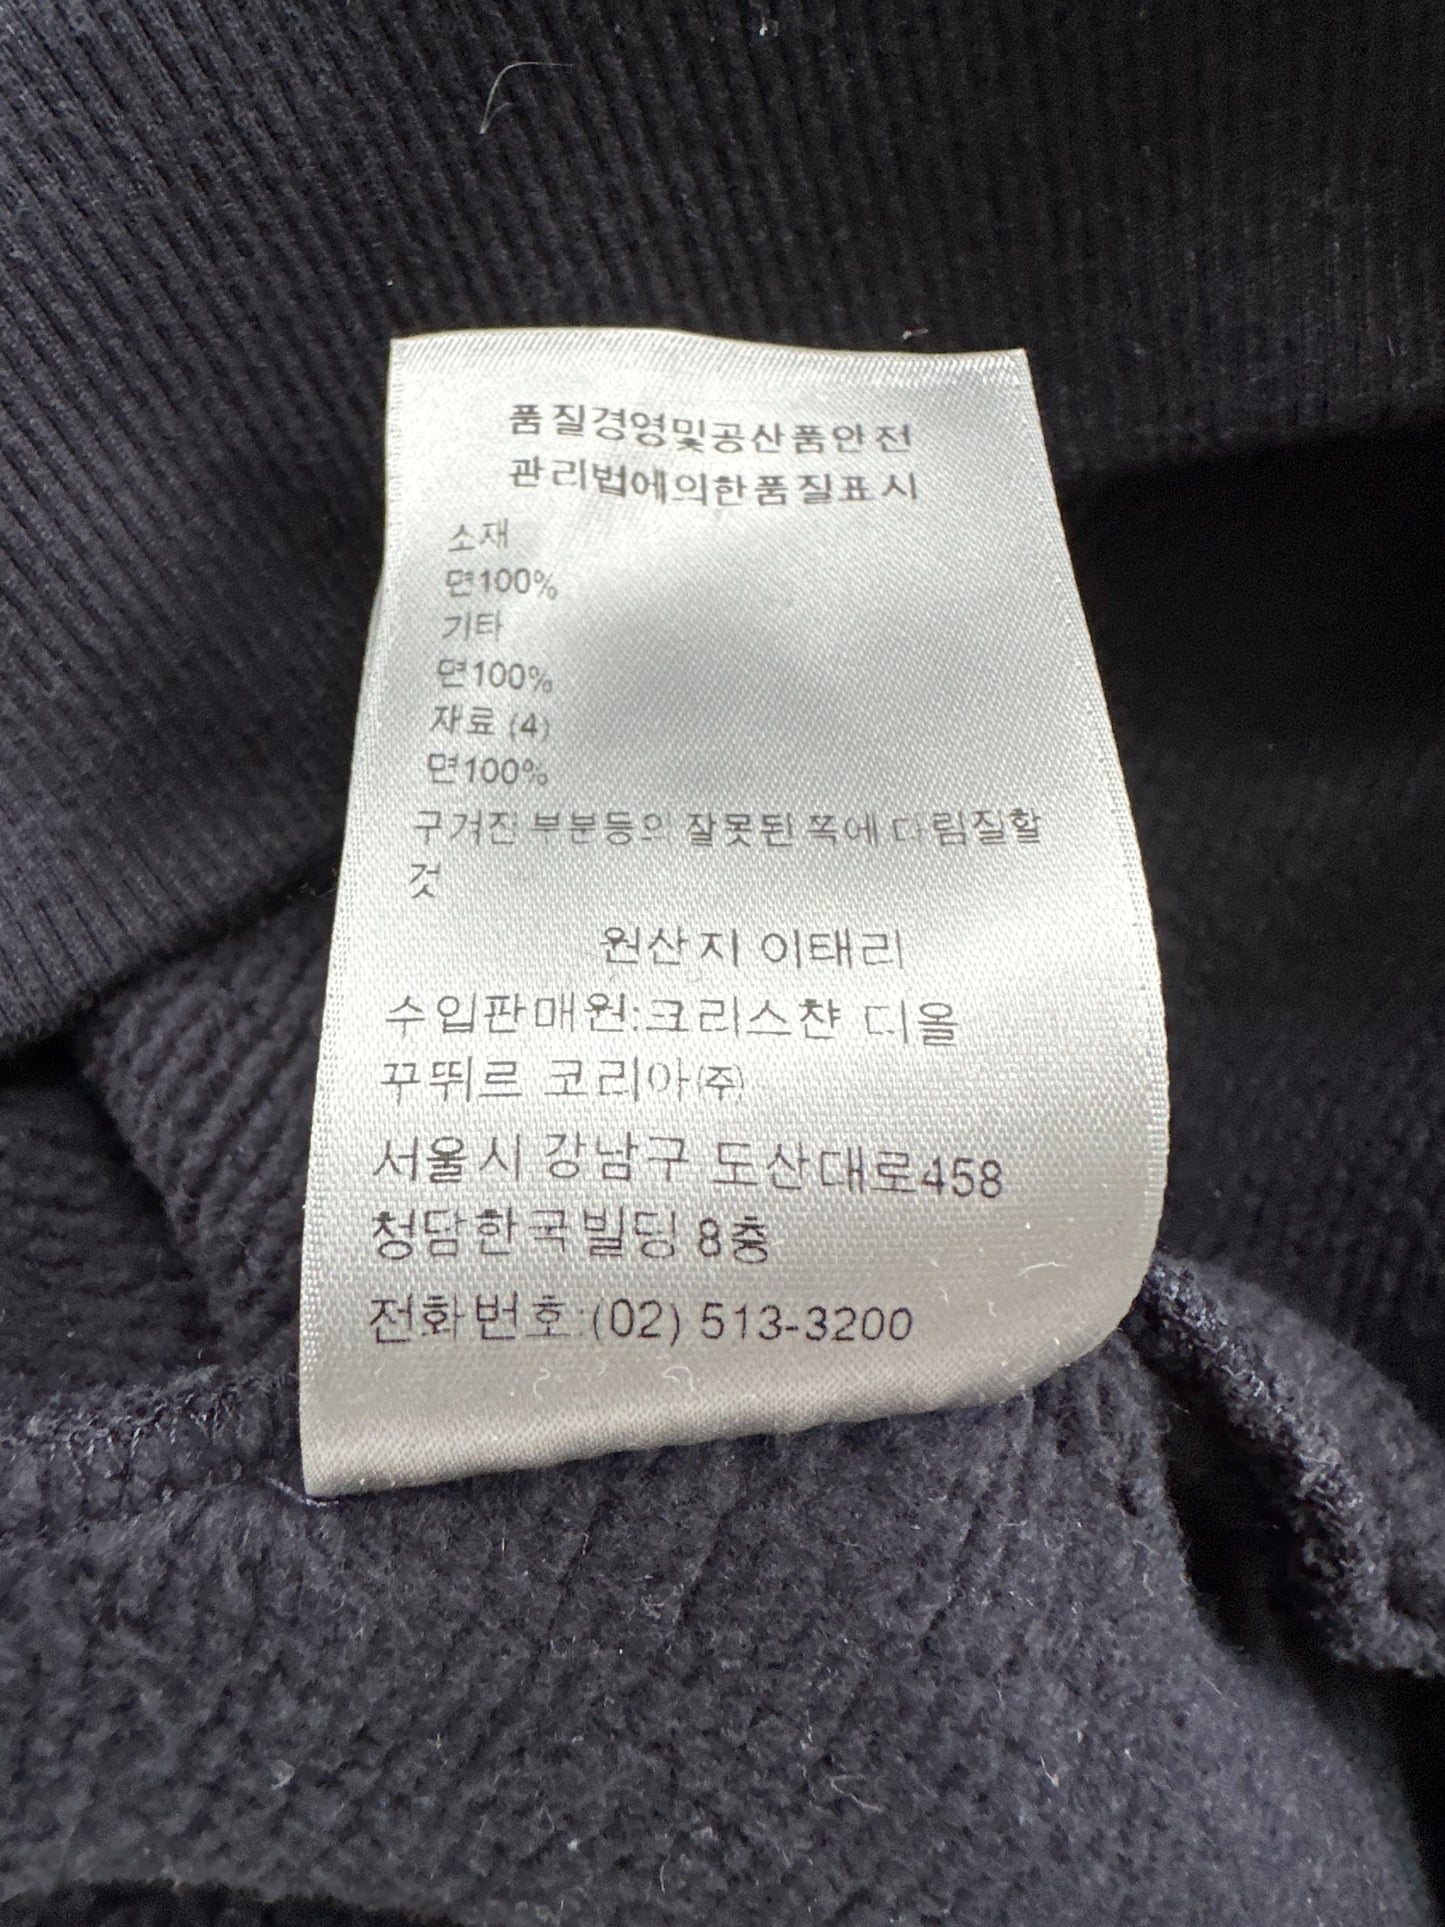 품질경영및공산품안전
관리법에의한품질표시
소재
면100%
기타
면100%
재료 (4)
면100%
구겨진 부분등의 잘못된 쪽에 다림질할
것
원산지 이태리
수입판매원:크리스챤 디올
꾸뛰르 코리아(주)
서울시 강남구 도산대로458
청담한국빌딩 8층
전화번호:(02) 513-3200